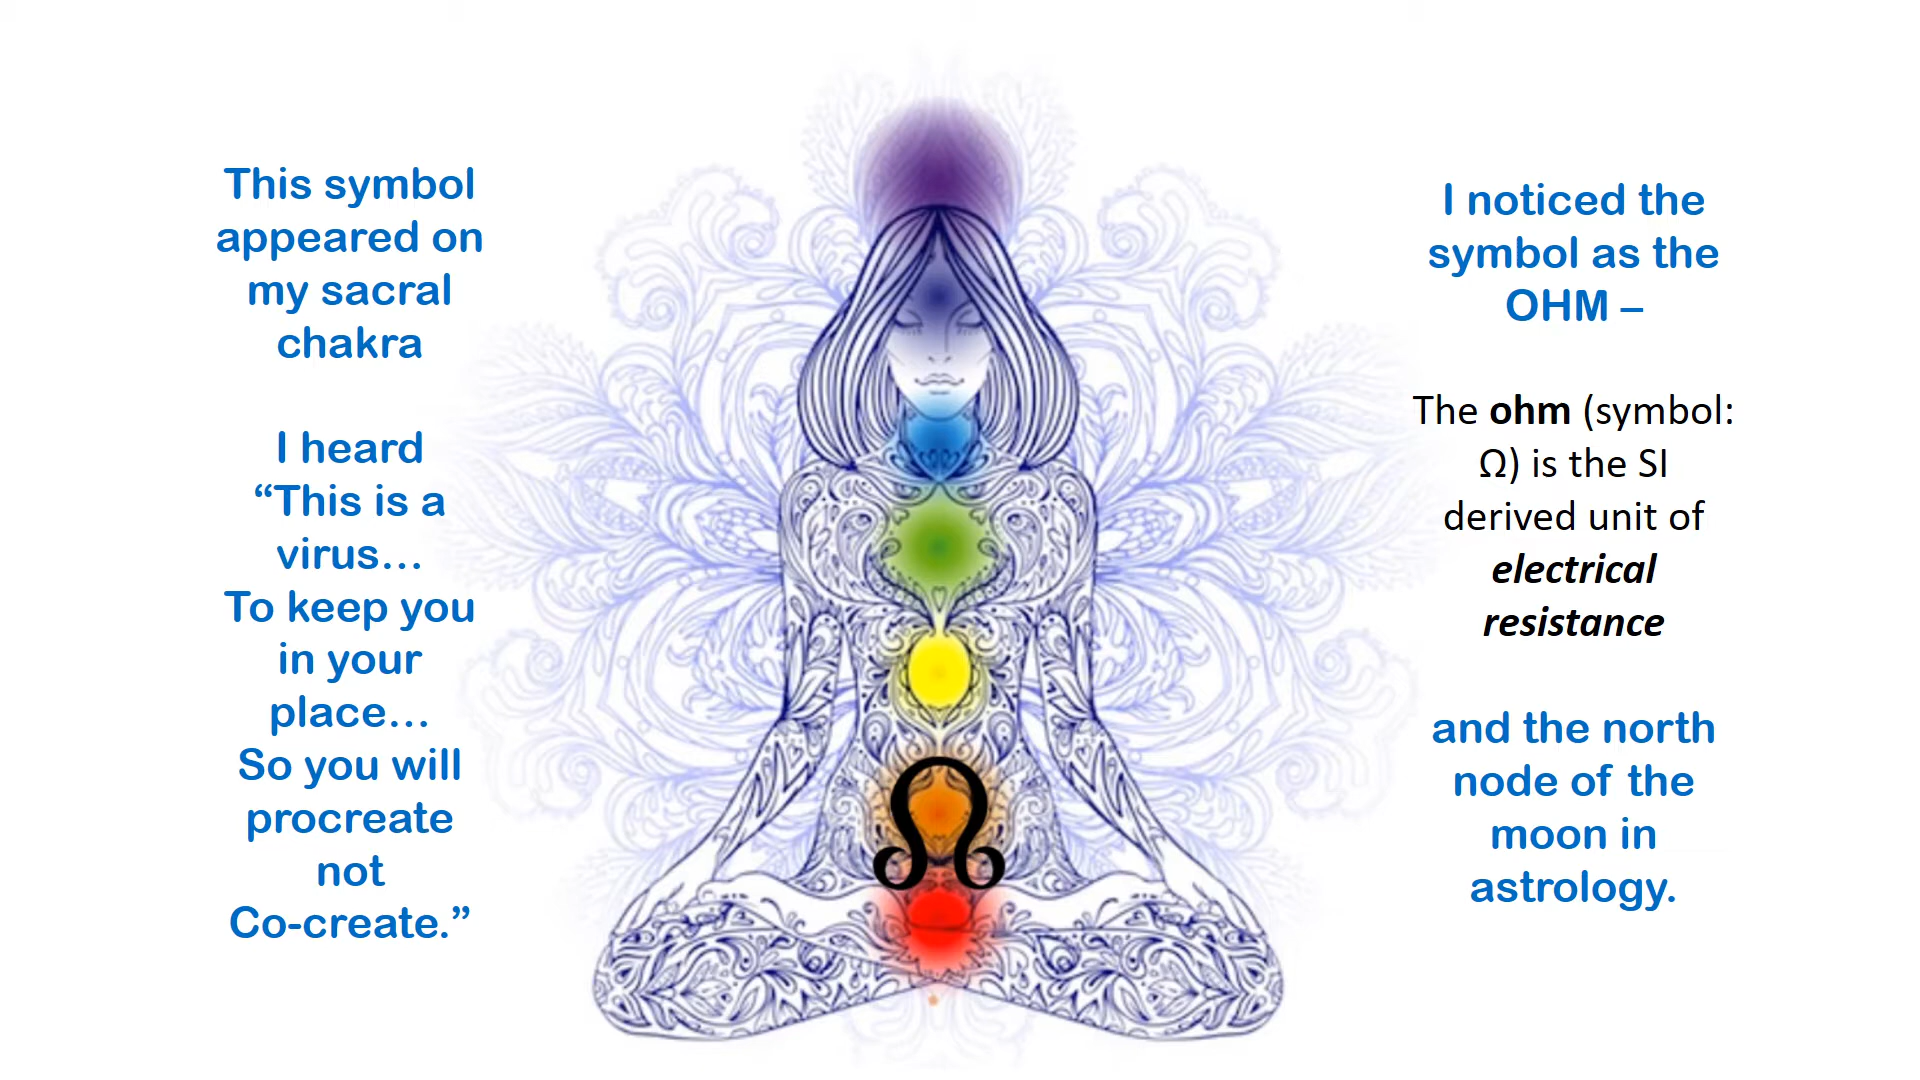 This symbol
appeared on
my sacral
chakra
I heard
“This is a
virus…
To keep you
in your
place…
So you will
procreate
not
Co-create.”
I noticed the
symbol as the
OHM –
The ohm (symbol:
Ω) is the SI
derived unit of
electrical
resistance
and the north
node of the
moon in
astrology.